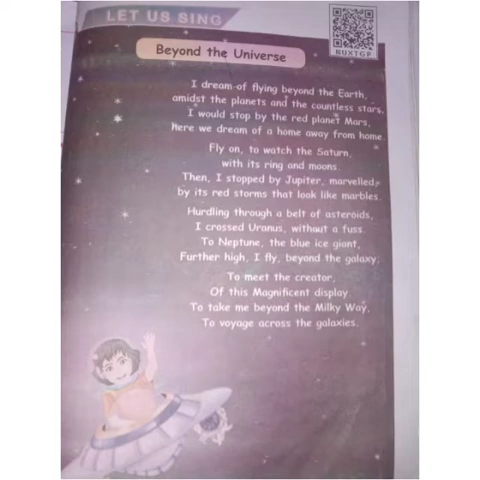 LET US SING
Beyond the Universe
RUXTGP
I dream of flying beyond the Earth,
amidst the planets and the countless stars.
I would stop by the red planet Mars,
Here we dream of a home away from home.
Fly on, to watch the Saturn,
with its ring and moons.
Then, I stopped by Jupiter, marvelled,
by its red storms that look like marbles.
Hurdling through a belt of asteroids,
I crossed Uranus, without a fuss.
To Neptune, the blue ice giant,
Further high, I fly, beyond the galaxy.
To meet the creator,
Of this Magnificent display.
To take me beyond the Milky Way.
To voyage across the galaxies.